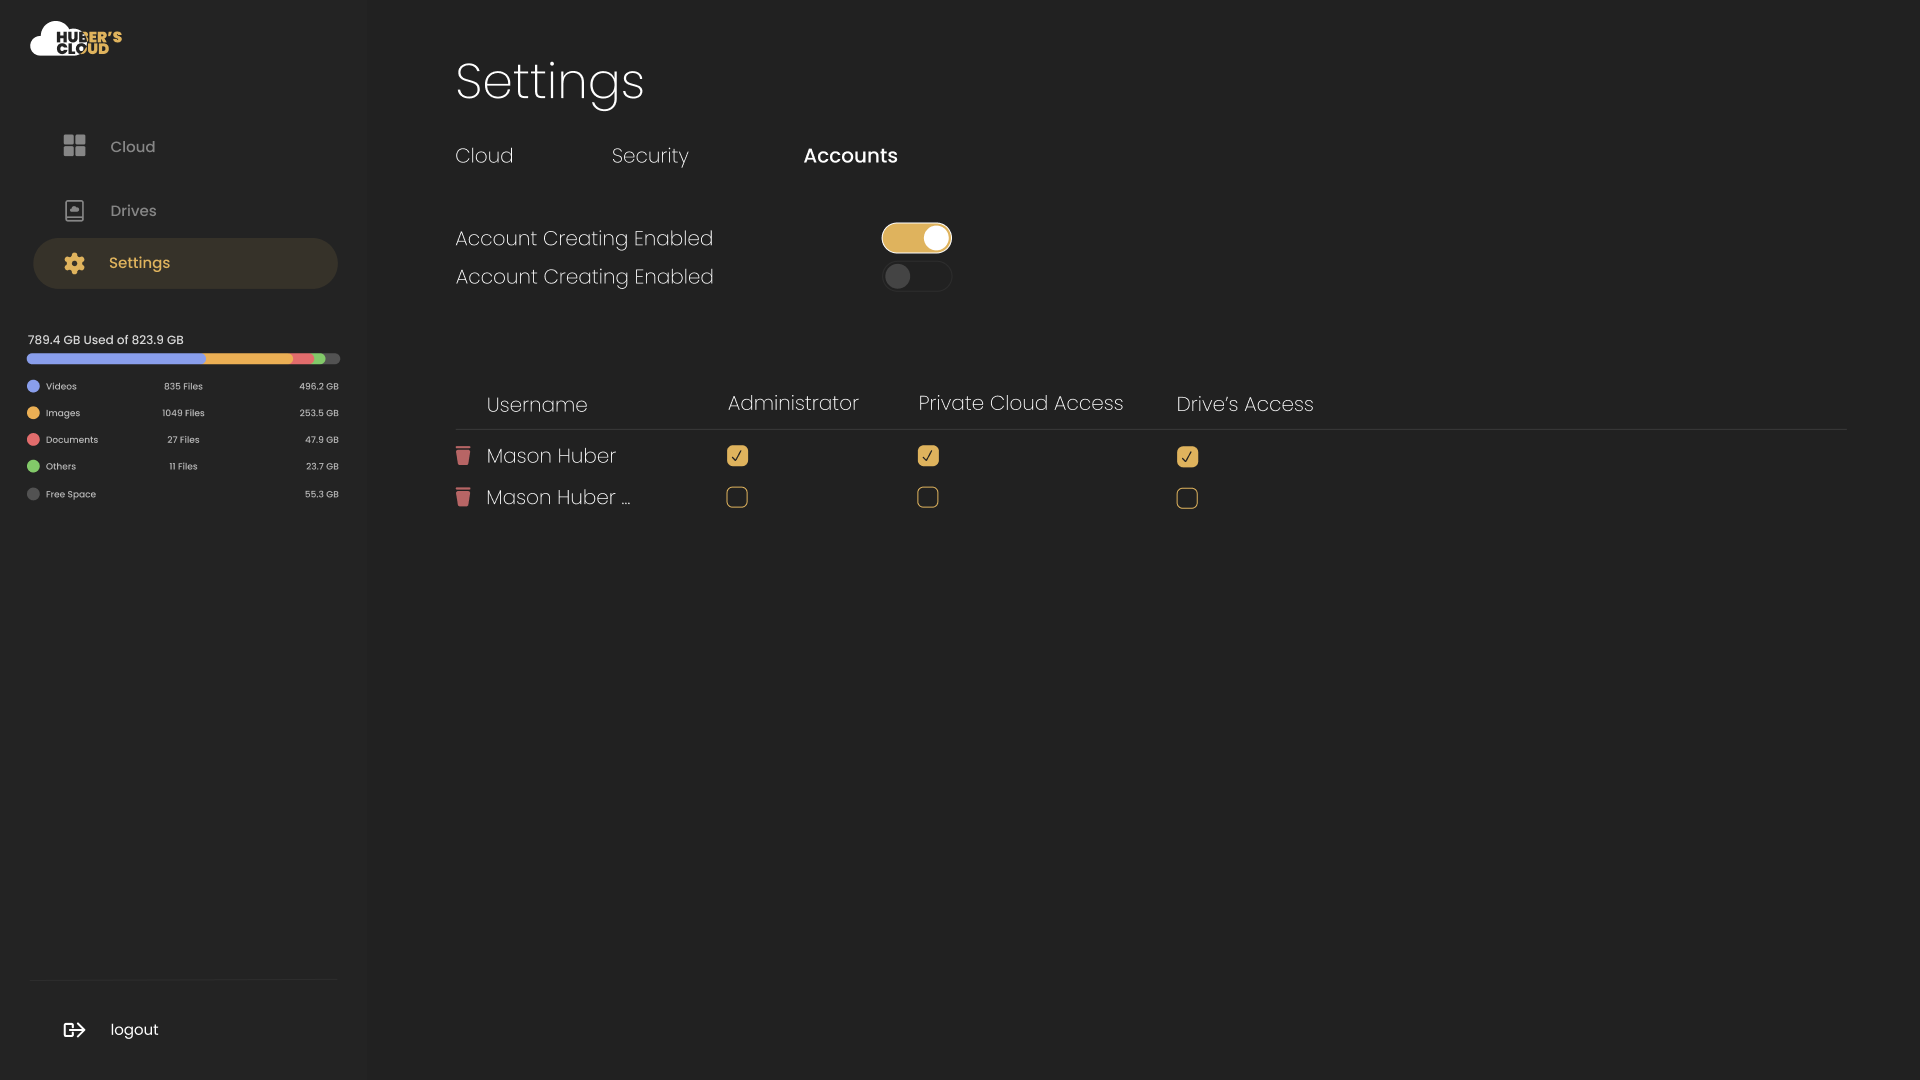 HUBER'S
CLOUD
Cloud
Drives
Settings
789.4 GB Used of 823.9 GB
Videos 835 Files 496.2 GB
Images 1049 Files 253.5 GB
Documents 27 Files 47.9 GB
Others 11 Files 23.7 GB
Free Space 55.3 GB
logout
Settings
Cloud Security Accounts
Account Creating Enabled
Account Creating Enabled
Username Administrator Private Cloud Access Drive’s Access
Mason Huber
Mason Huber ...